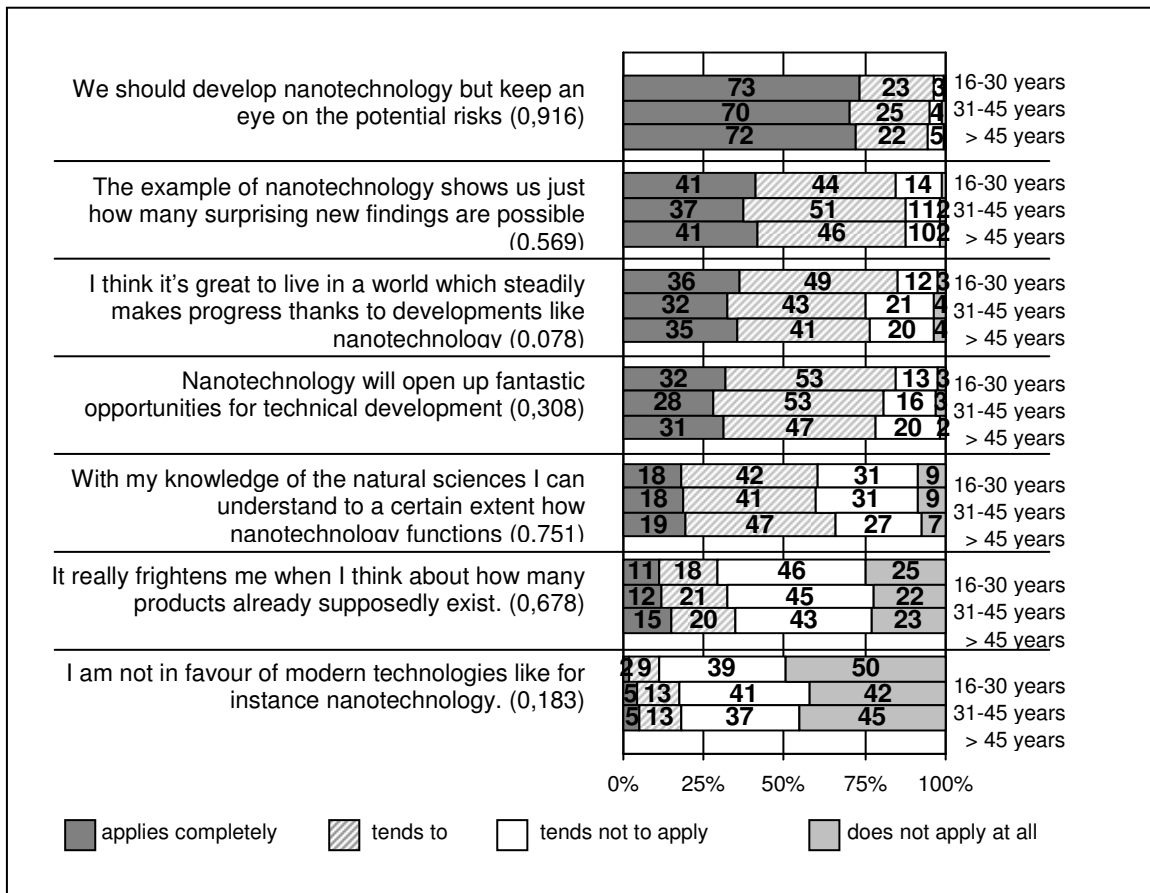 We should develop nanotechnology but keep an
eye on the potential risks (0,916)
73 23 3 16-30 years
70 25 4 31-45 years
72 22 5 > 45 years
The example of nanotechnology shows us just
how many surprising new findings are possible
(0.569)
41 44 14 16-30 years
37 51 11 2 31-45 years
41 46 10 2 > 45 years
I think it’s great to live in a world which steadily
makes progress thanks to developments like
nanotechnology (0.078)
36 49 12 3 16-30 years
32 43 21 4 31-45 years
35 41 20 4 > 45 years
Nanotechnology will open up fantastic
opportunities for technical development (0,308)
32 53 13 3 16-30 years
28 53 16 3 31-45 years
31 47 20 2 > 45 years
With my knowledge of the natural sciences I can
understand to a certain extent how
nanotechnology functions (0.751)
18 42 31 9 16-30 years
18 41 31 9 31-45 years
19 47 27 7 > 45 years
It really frightens me when I think about how many
products already supposedly exist. (0,678)
11 18 46 25 16-30 years
12 21 45 22 31-45 years
15 20 43 23 > 45 years
I am not in favour of modern technologies like for
instance nanotechnology. (0,183)
2 9 39 50 16-30 years
5 13 41 42 31-45 years
5 13 37 45 > 45 years
0% 25% 50% 75% 100%
applies completely tends to tends not to apply does not apply at all